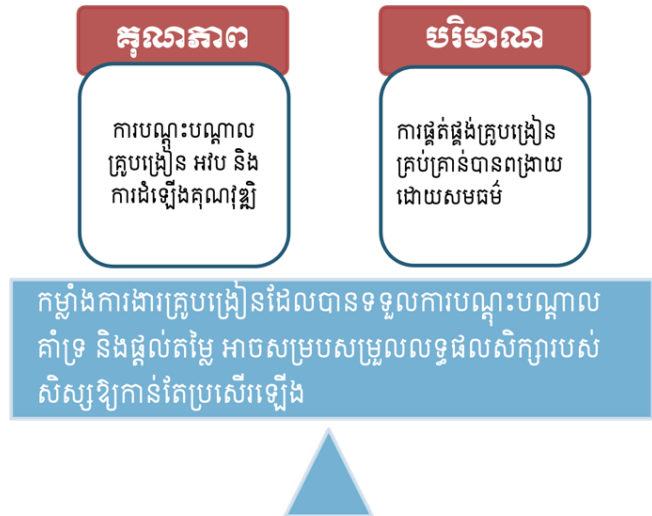 គុណភាព
ការបណ្តុះបណ្តាល
គ្រូបង្រៀន អវប និង
ការដំឡើងគុណវុឌ្ឍិ
បរិមាណ
ការផ្គត់ផ្គង់គ្រូបង្រៀន
គ្រប់គ្រាន់បានពង្រាយ
ដោយសមធម៌
កម្លាំងការងារគ្រូបង្រៀនដែលបានទទួលការបណ្តុះបណ្តាល
គាំទ្រ និងផ្តល់តម្លៃ អាចសម្របសម្រួលលទ្ធផលសិក្សារបស់
សិស្សឱ្យកាន់តែប្រសើរឡើង